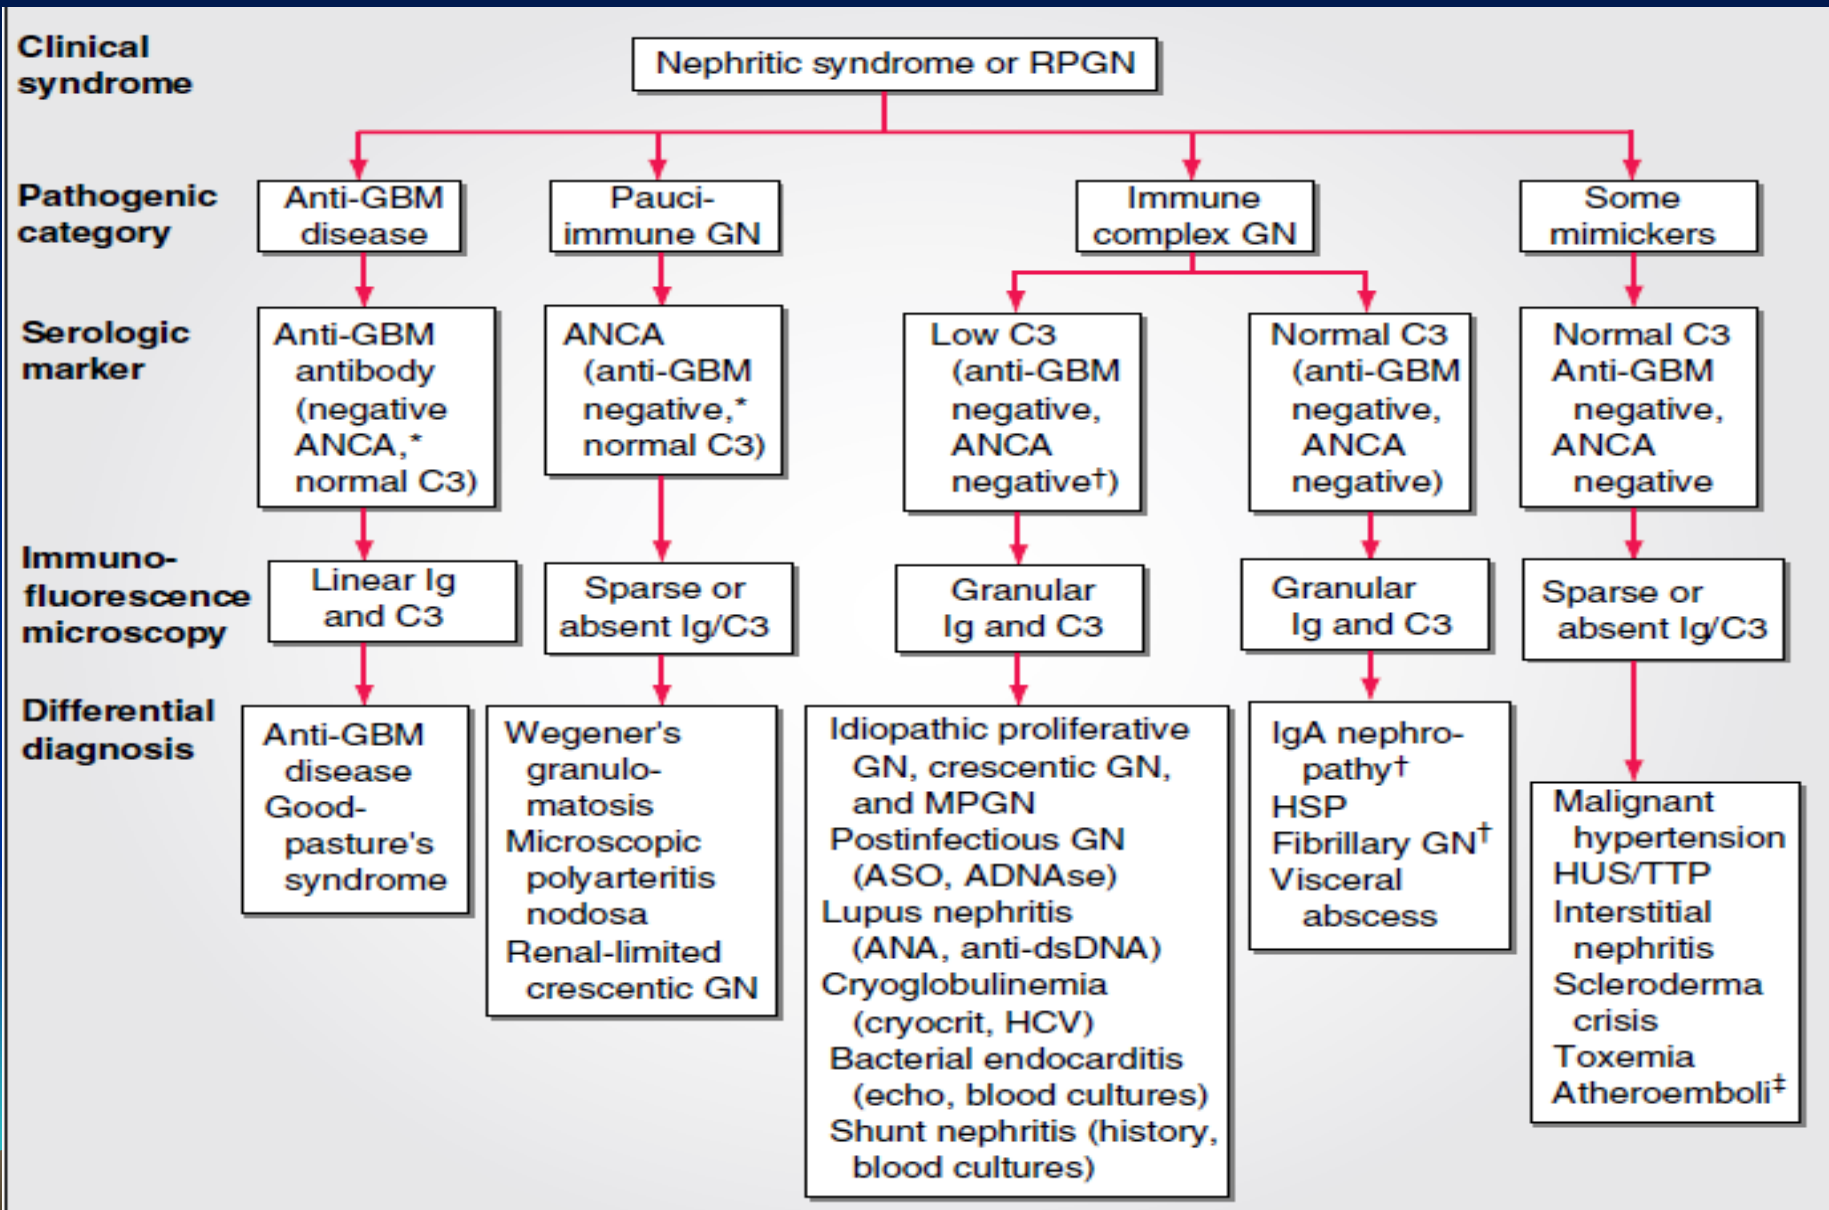 Clinical
syndrome
Nephritic syndrome or RPGN
Pathogenic
category
Anti-GBM
disease
Pauci-
immune GN
Immune
complex GN
Some
mimickers
Serologic
marker
Anti-GBM
antibody
(negative
ANCA,*
normal C3)
ANCA
(anti-GBM
negative,*
normal C3)
Low C3
(anti-GBM
negative,
ANCA
negative†)
Normal C3
(anti-GBM
negative,
ANCA
negative)
Normal C3
Anti-GBM
negative,
ANCA
negative
Immuno-
fluorescence
microscopy
Linear Ig
and C3
Sparse or
absent Ig/C3
Granular
Ig and C3
Granular
Ig and C3
Sparse or
absent Ig/C3
Differential
diagnosis
Anti-GBM
disease
Good-
pasture's
syndrome
Wegener's
granulo-
matosis
Microscopic
polyarteritis
nodosa
Renal-limited
crescentic GN
Idiopathic proliferative
GN, crescentic GN,
and MPGN
Postinfectious GN
(ASO, ADNAse)
Lupus nephritis
(ANA, anti-dsDNA)
Cryoglobulinemia
(cryocrit, HCV)
Bacterial endocarditis
(echo, blood cultures)
Shunt nephritis (history,
blood cultures)
IgA nephro-
pathy†
HSP
Fibrillary GN†
Visceral
abscess
Malignant
hypertension
HUS/TTP
Interstitial
nephritis
Scleroderma
crisis
Toxemia
Atheroemboli‡